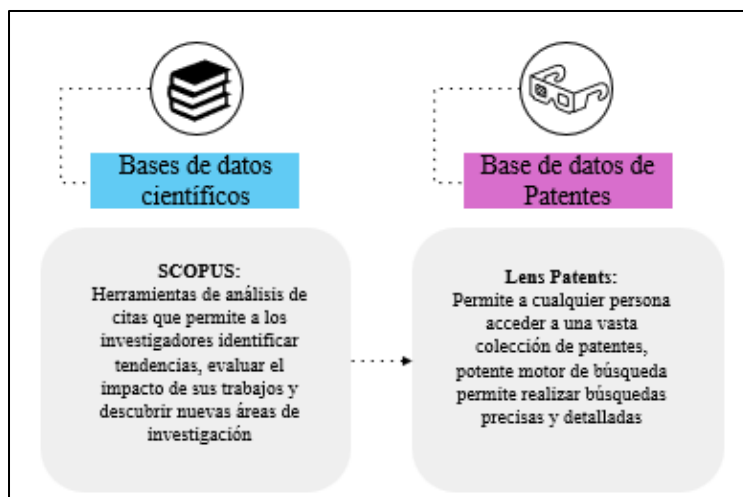 Bases de datos
científicos
Base de datos de
Patentes
SCOPUS:
Herramientas de análisis de
citas que permite a los
investigadores identificar
tendencias, evaluar el
impacto de sus trabajos y
descubrir nuevas áreas de
investigación
Lens Patents:
Permite a cualquier persona
acceder a una vasta
colección de patentes,
potente motor de búsqueda
permite realizar búsquedas
precisas y detalladas